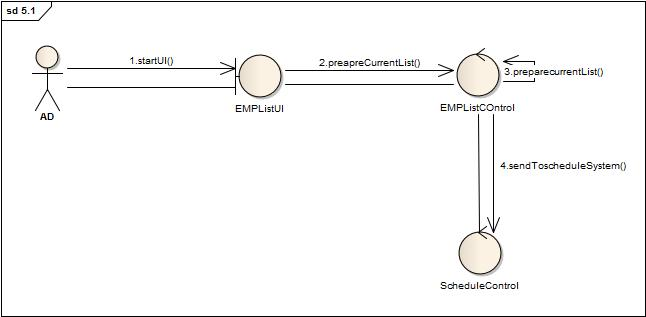 sd 5.1
1.startUI()
2.preapreCurrentList()
3.preparecurrentList()
AD
EMPListUI
EMPListCOntrol
4.sendToscheduleSystem()
ScheduleControl